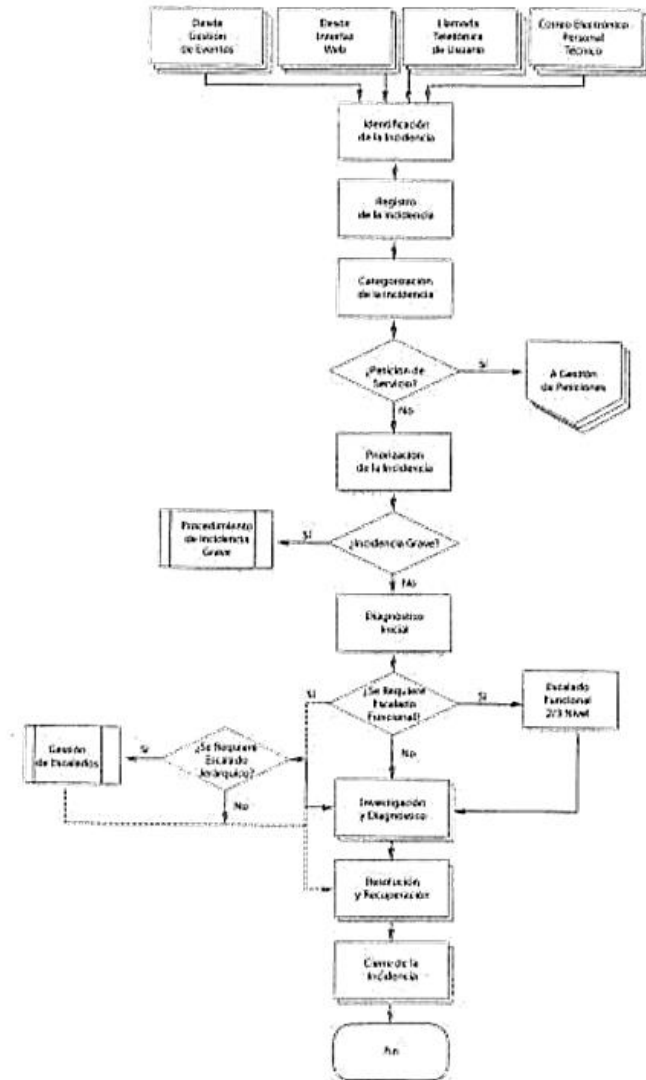 Desde
Gestión
de Eventos
Desde
Interfaz
Web
Llamada
Telefónica
de Usuario
Correo Electrónico
Personal
Técnico
Identificación
de la Incidencia
Registro
de la Incidencia
Categorización
de la Incidencia
¿Petición de
Servicio?
Sí
A Gestión
de Peticiones
No
Priorización
de la Incidencia
Procedimiento
de Incidencia
Grave
Sí
¿Incidencia Grave?
No
Diagnóstico
Inicial
Sí
¿Se Requiere
Escalado
Funcional?
Sí
Escalado
Funcional
2/3 Nivel
Gestión
de Escalados
Sí
¿Se Requiere
Escalado
Jerárquico?
No
No
Investigación
y Diagnóstico
Resolución
y Recuperación
Cierre de la
Incidencia
Fin